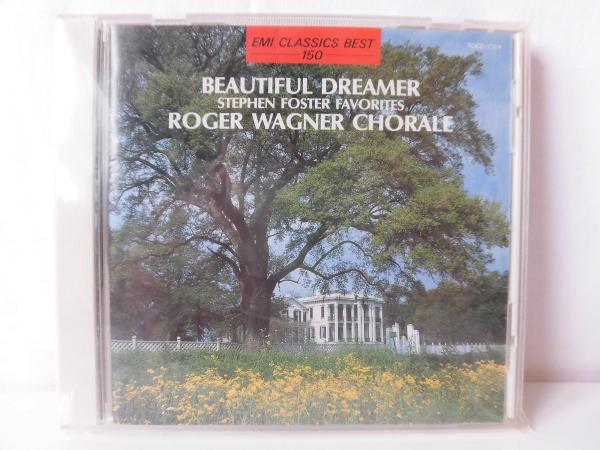 EMI CLASSICS BEST
150
BEAUTIFUL DREAMER
STEPHEN FOSTER FAVORITES
ROGER WAGNER CHORALE